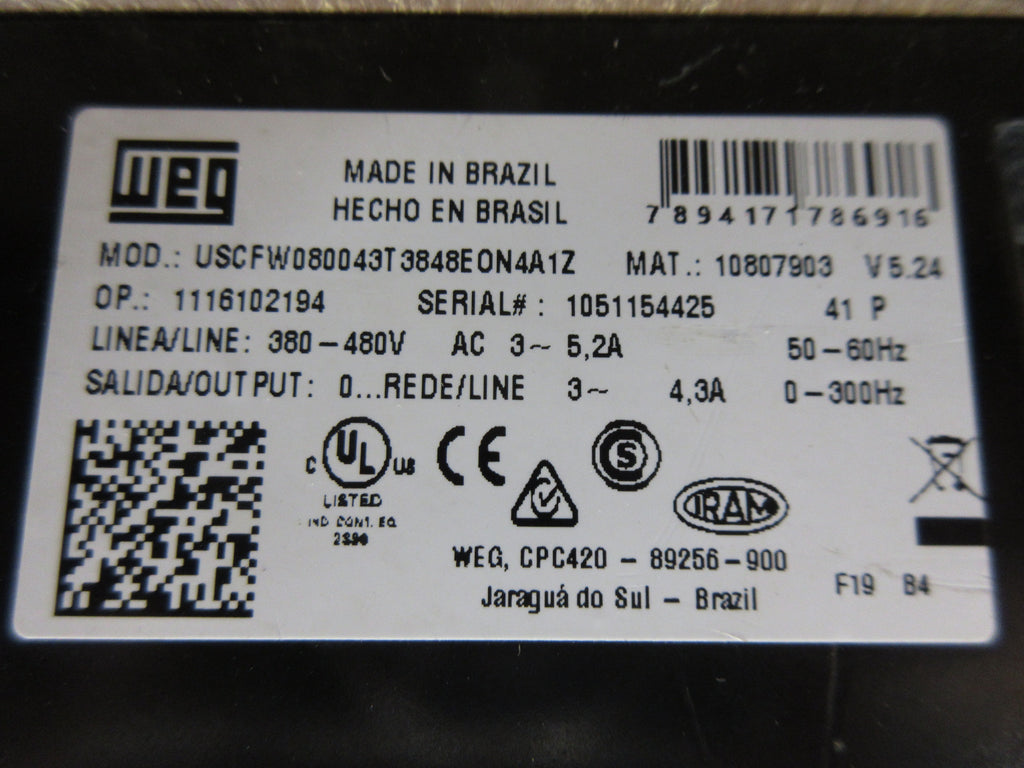 weg
MADE IN BRAZIL
HECHO EN BRASIL
7894171786916
MOD.: USCFW080043T3848EON4A1Z MAT.: 10807903 V5.24
OP.: 1116102194 SERIAL#: 1051154425 41 P
LINEA/LINE: 380-480V AC 3~ 5,2A 50-60Hz
SALIDA/OUTPUT: 0...REDE/LINE 3~ 4,3A 0-300Hz
C UL US CE S
LISTED
IND. CONT. EQ.
IRAM
WEG, CPC420 - 89256-900
Jaraguá do Sul - Brazil
F19 B4